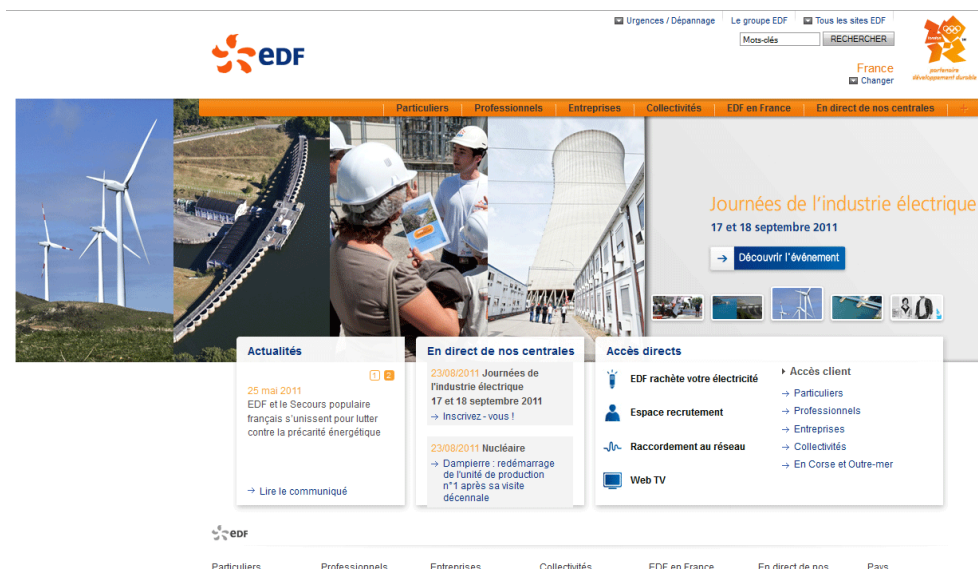 Urgences / Dépannage
Le groupe EDF
Tous les sites EDF
Mots-clés
RECHERCHER
eDF
France
Changer
partenaire
développement durable
Particuliers
Professionnels
Entreprises
Collectivités
EDF en France
En direct de nos centrales
+
Journées de l'industrie électrique
17 et 18 septembre 2011
→ Découvrir l'événement
Actualités
1 2
25 mai 2011
EDF et le Secours populaire
français s'unissent pour lutter
contre la précarité énergétique
→ Lire le communiqué
En direct de nos centrales
23/08/2011 Journées de
l'industrie électrique
17 et 18 septembre 2011
→ Inscrivez - vous !
23/08/2011 Nucléaire
→ Dampierre : redémarrage
de l'unité de production
n°1 après sa visite
décennale
Accès directs
EDF rachète votre électricité
Espace recrutement
Raccordement au réseau
Web TV
Accès client
→ Particuliers
→ Professionnels
→ Entreprises
→ Collectivités
→ En Corse et Outre-mer
eDF
Particuliers
Professionnels
Entreprises
Collectivités
EDF en France
En direct de nos
Pays